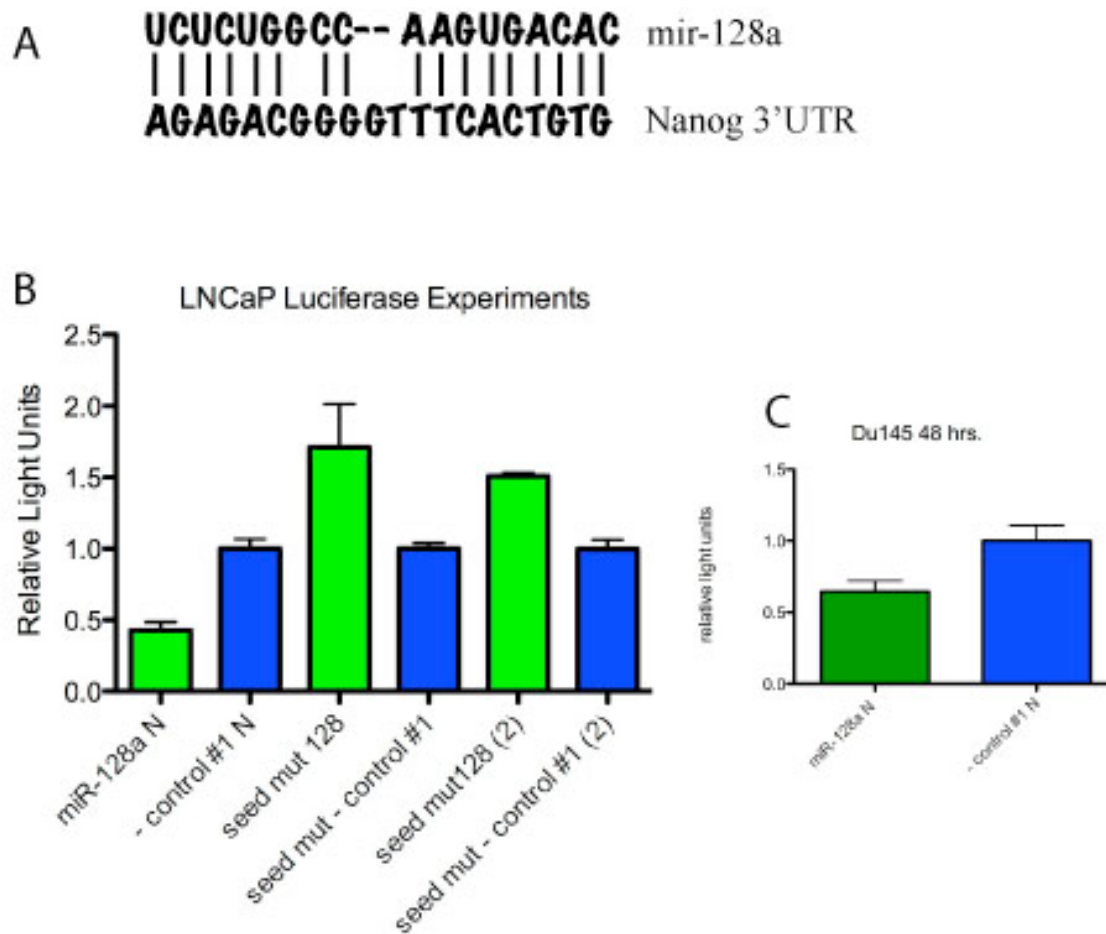 A
UCUCUGGCC-- AAGUGACAC mir-128a
AGAGACGGGGTTTCACTGTG Nanog 3'UTR
B
LNCaP Luciferase Experiments
Relative Light Units
2.5
2.0
1.5
1.0
0.5
0.0
miR-128a N
- control #1 N
seed mut 128
seed mut - control #1
seed mut128 (2)
seed mut - control #1 (2)
C
Du145 48 hrs.
relative light units
1.5
1.0
0.5
0.0
miR-128a N
- control #1 N